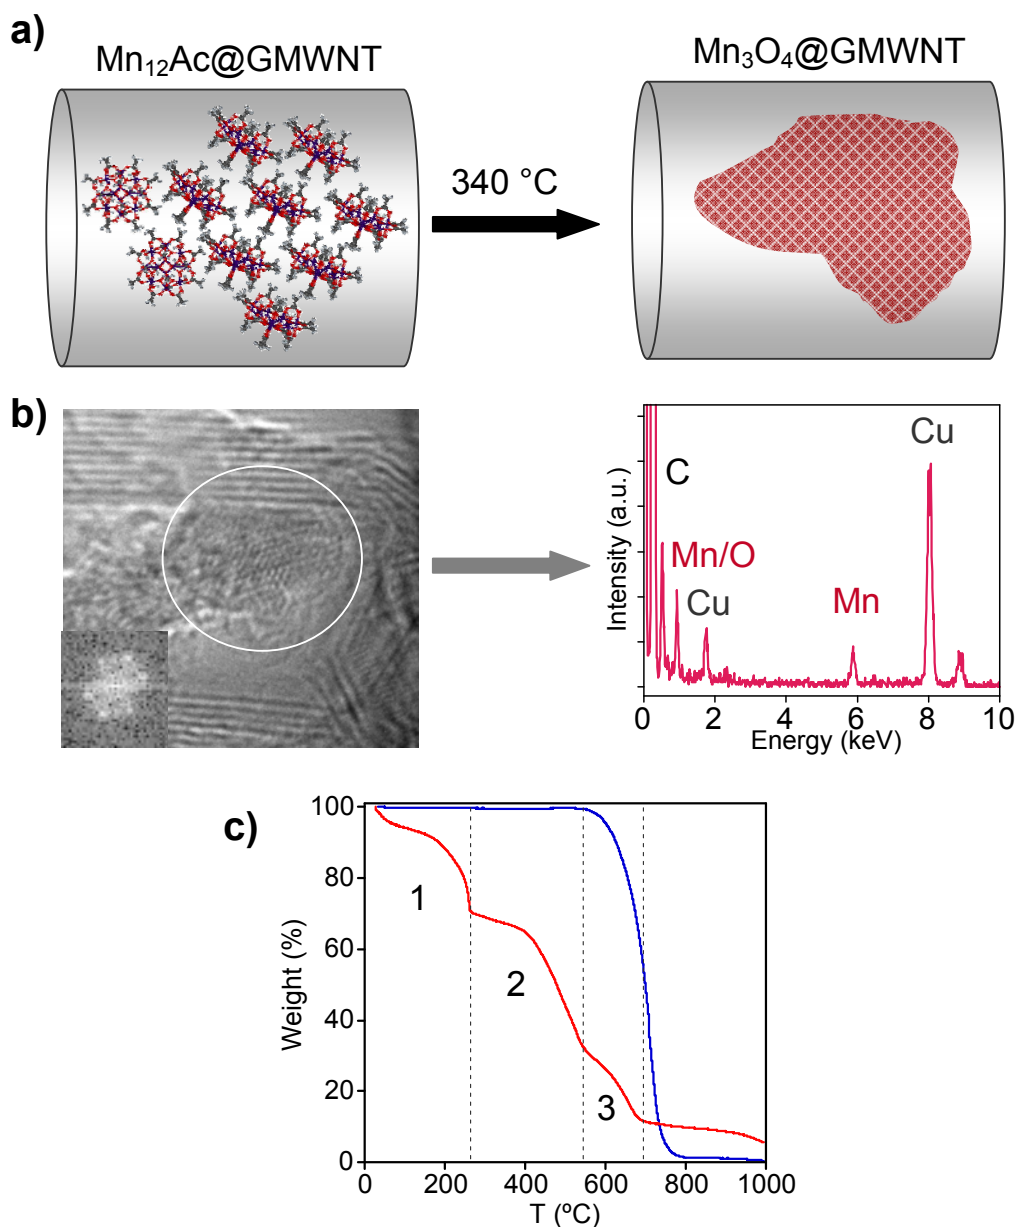 a)
Mn₁₂Ac@GMWNT
Mn₃O₄@GMWNT
340 °C
b)
C
Mn/O
Cu
Mn
Cu
Intensity (a.u.)
0 2 4 6 8 10
Energy (keV)
c)
100
80
60
40
20
0
Weight (%)
1
2
3
0 200 400 600 800 1000
T (ºC)